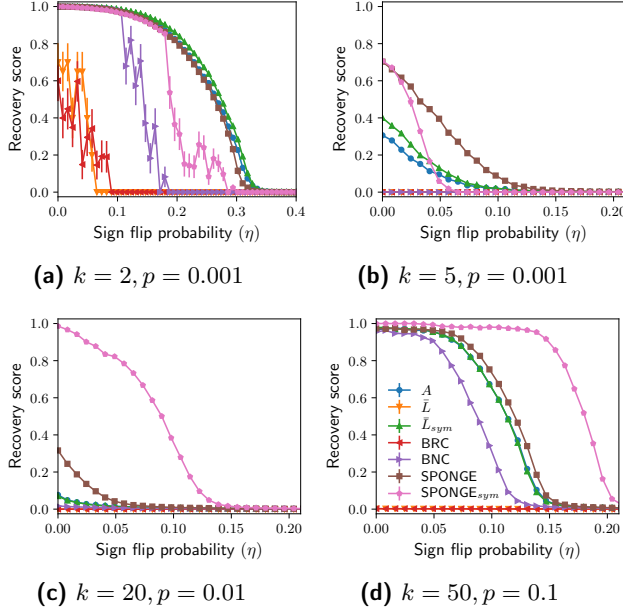 1.0
0.8
0.6
0.4
0.2
0.0
Recovery score
0.0 0.1 0.2 0.3 0.4
Sign flip probability (η)
(a) k = 2, p = 0.001
1.0
0.8
0.6
0.4
0.2
0.0
Recovery score
0.00 0.05 0.10 0.15 0.20
Sign flip probability (η)
(b) k = 5, p = 0.001
1.0
0.8
0.6
0.4
0.2
0.0
Recovery score
0.00 0.05 0.10 0.15 0.20
Sign flip probability (η)
(c) k = 20, p = 0.01
1.0
0.8
0.6
0.4
0.2
0.0
Recovery score
A
L̄
L̄sym
BRC
BNC
SPONGE
SPONGEsym
0.00 0.05 0.10 0.15 0.20
Sign flip probability (η)
(d) k = 50, p = 0.1